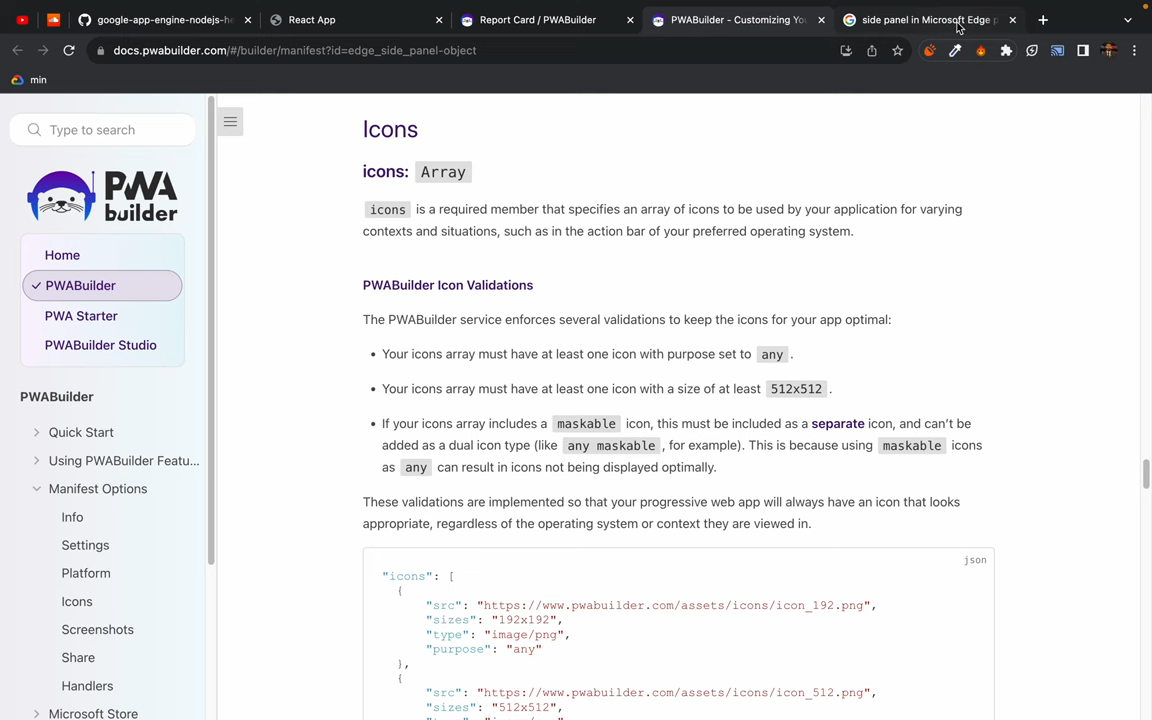 google-app-engine-nodejs-he
React App
Report Card / PWABuilder
PWABuilder - Customizing You
side panel in Microsoft Edge p
docs.pwabuilder.com/#/builder/manifest?id=edge_side_panel-object
min
Type to search
PWA
builder
Home
PWABuilder
PWA Starter
PWABuilder Studio
PWABuilder
Quick Start
Using PWABuilder Featu...
Manifest Options
Info
Settings
Platform
Icons
Screenshots
Share
Handlers
Microsoft Store
Icons
icons: Array
icons is a required member that specifies an array of icons to be used by your application for varying
contexts and situations, such as in the action bar of your preferred operating system.
PWABuilder Icon Validations
The PWABuilder service enforces several validations to keep the icons for your app optimal:
• Your icons array must have at least one icon with purpose set to any .
• Your icons array must have at least one icon with a size of at least 512x512 .
• If your icons array includes a maskable icon, this must be included as a separate icon, and can't be
added as a dual icon type (like any maskable , for example). This is because using maskable icons
as any can result in icons not being displayed optimally.
These validations are implemented so that your progressive web app will always have an icon that looks
appropriate, regardless of the operating system or context they are viewed in.
json
"icons": [
{
"src": "https://www.pwabuilder.com/assets/icons/icon_192.png",
"sizes": "192x192",
"type": "image/png",
"purpose": "any"
},
{
"src": "https://www.pwabuilder.com/assets/icons/icon_512.png",
"sizes": "512x512",